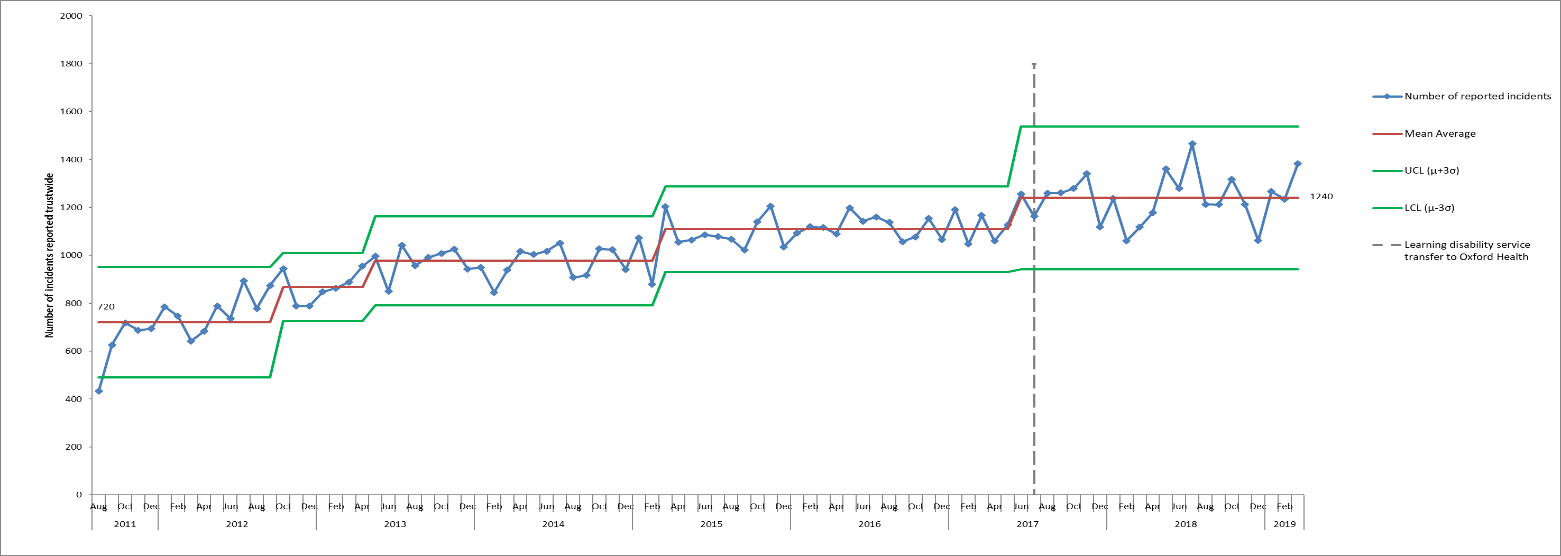 2000
1800
1600
1400
1200
1000
800
600
400
200
0
Number of incidents reported trustwide
720
1240
Number of reported incidents
Mean Average
UCL (μ+3σ)
LCL (μ-3σ)
Learning disability service
transfer to Oxford Health
Aug Oct Dec Feb Apr Jun Aug Oct Dec Feb Apr Jun Aug Oct Dec Feb Apr Jun Aug Oct Dec Feb Apr Jun Aug Oct Dec Feb Apr Jun Aug Oct Dec Feb Apr Jun Aug Oct Dec Feb Apr Jun Aug Oct Dec Feb
2011 2012 2013 2014 2015 2016 2017 2018 2019